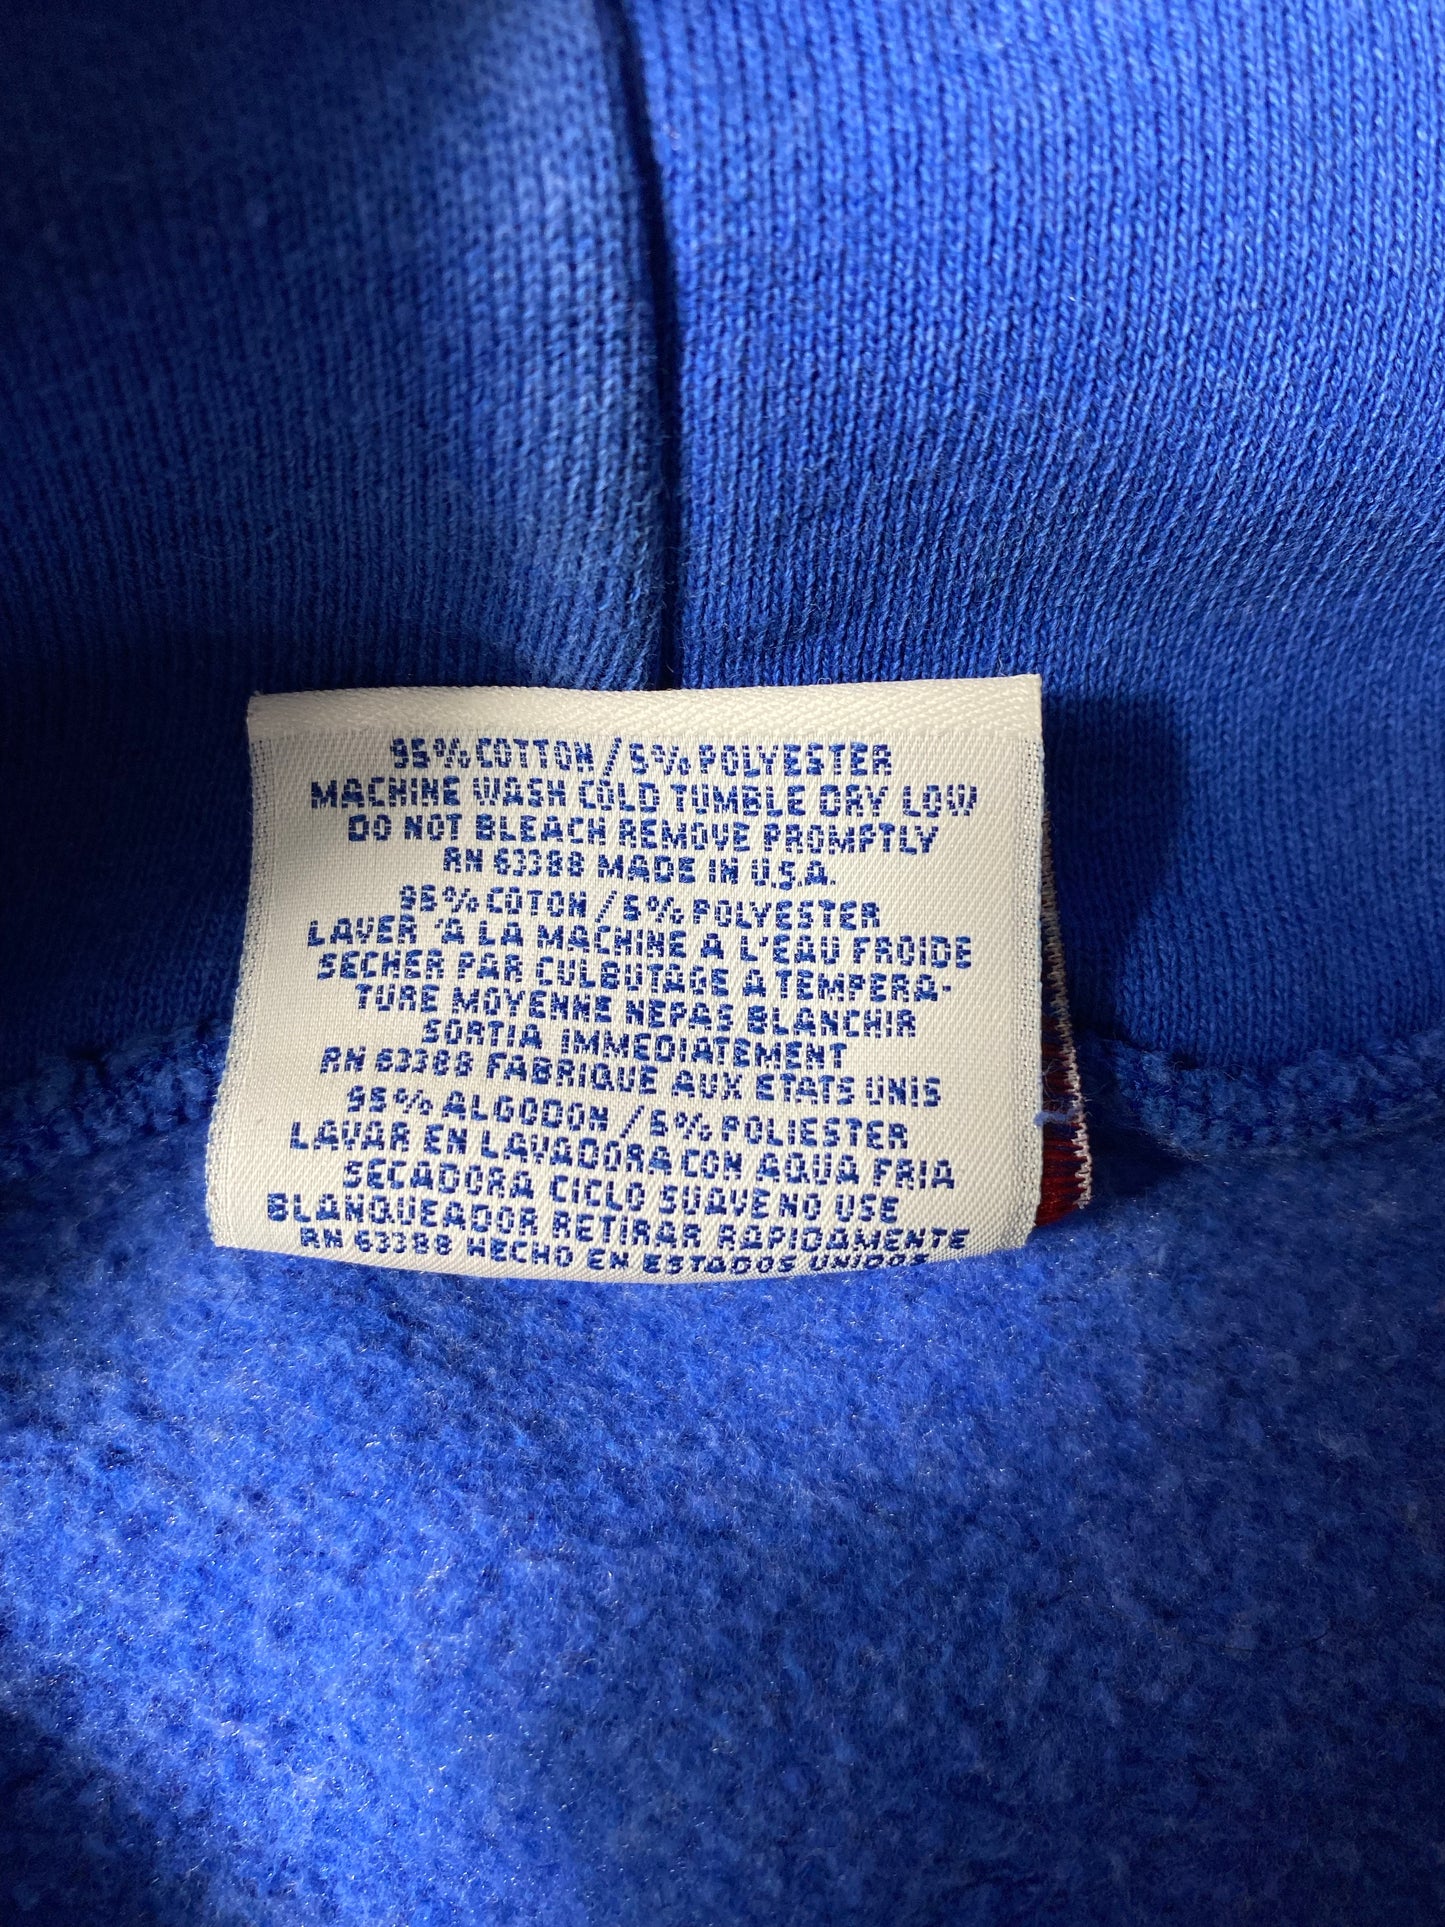 95% COTTON / 5% POLYESTER
MACHINE WASH COLD TUMBLE DRY LOW
DO NOT BLEACH REMOVE PROMPTLY
RN 63388 MADE IN U.S.A.
95% COTON / 5% POLYESTER
LAVER 'A LA MACHINE A L'EAU FROIDE
SECHER PAR CULBUTAGE A TEMPERA-
TURE MOYENNE NEPAS BLANCHIR
SORTIA IMMEDIATEMENT
RN 63388 FABRIQUE AUX ETATS UNIS
95% ALGODON / 5% POLIESTER
LAVAR EN LAVADORA CON AQUA FRIA
SECADORA CICLO SUAVE NO USE
BLANQUEADOR RETIRAR RAPIDAMENTE
RN 63388 HECHO EN ESTADOS UNIDOS